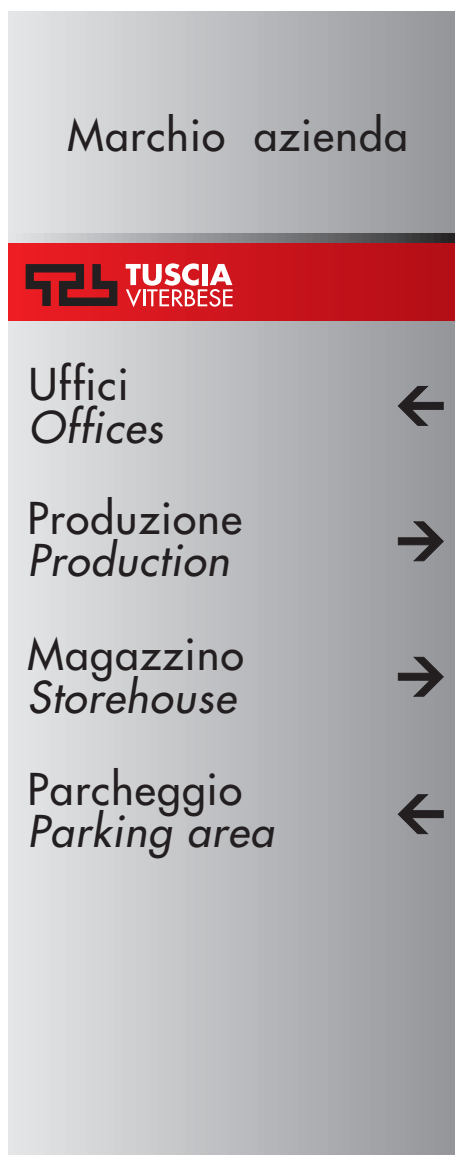 Marchio azienda
TUSCIA
VITERBESE
Uffici
Offices
Produzione
Production
Magazzino
Storehouse
Parcheggio
Parking area